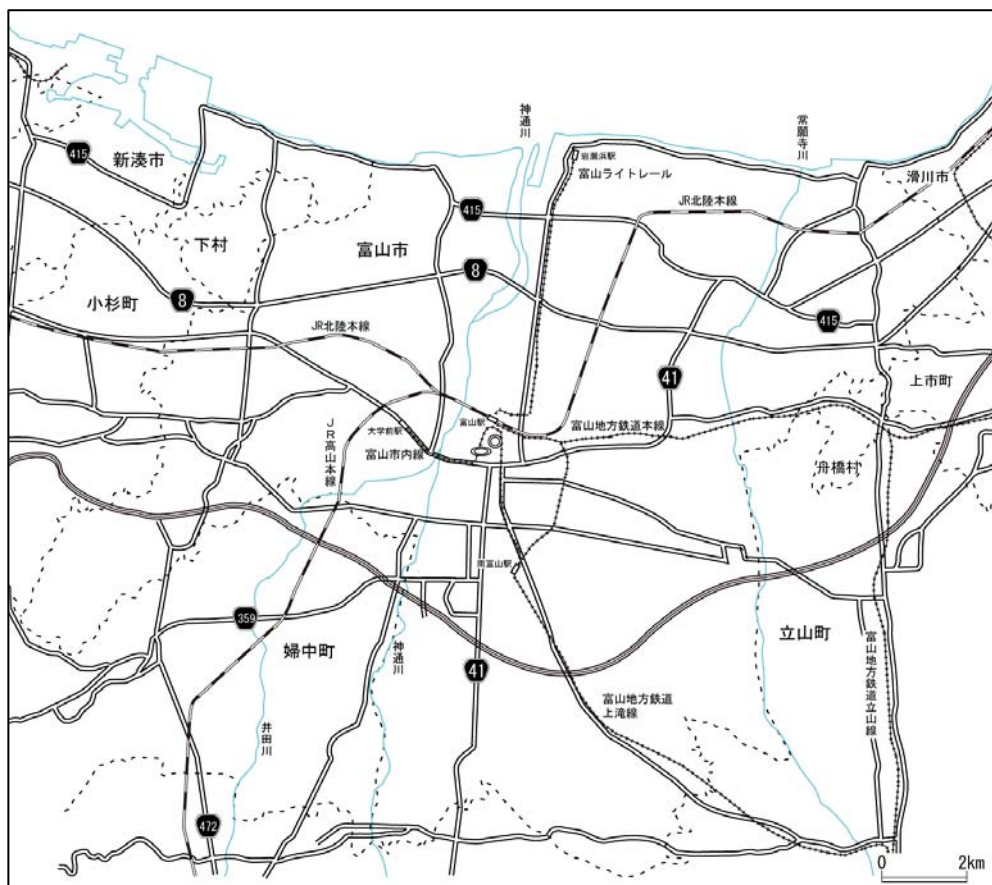 神通川
常願寺川
415
新湊市
岩瀬浜駅
富山ライトレール
滑川市
JR北陸本線
415
下村
富山市
8
小杉町
8
415
JR北陸本線
41
上市町
JR高山本線
大学前駅
富山駅
富山地方鉄道本線
富山市内線
舟橋村
南富山駅
359
婦中町
神通川
41
立山町
富山地方鉄道立山線
富山地方鉄道
上滝線
井田川
472
0 2km